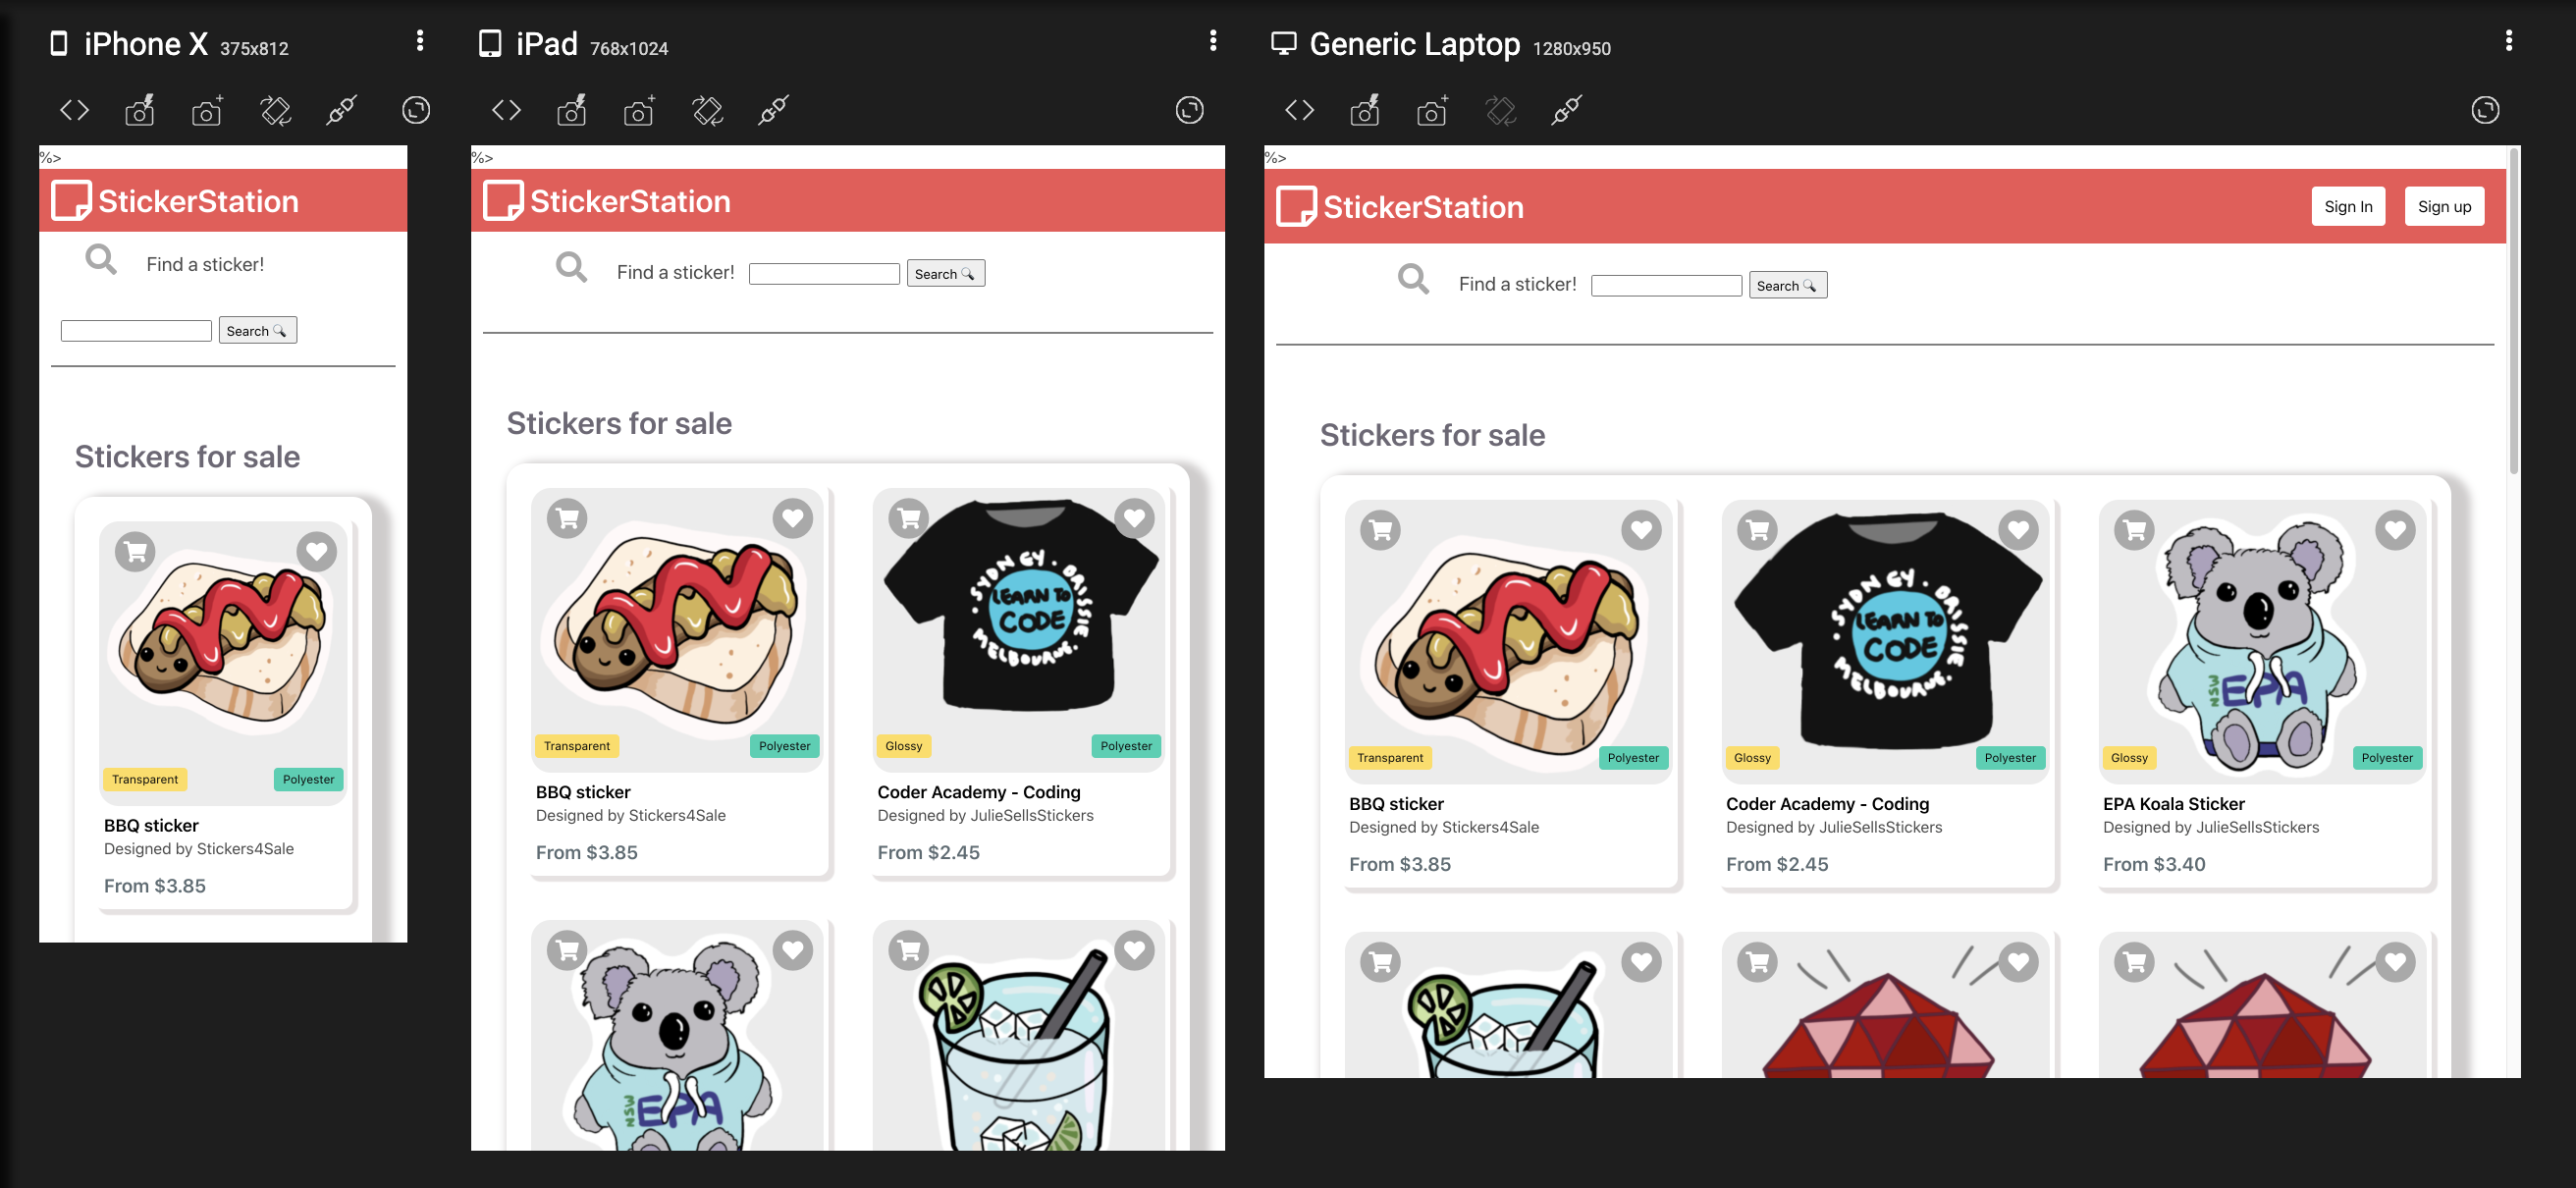 iPhone X 375x812
%>
StickerStation
Find a sticker!
Search
Stickers for sale
Transparent Polyester
BBQ sticker
Designed by Stickers4Sale
From $3.85
iPad 768x1024
%>
StickerStation
Find a sticker! Search
Stickers for sale
SYDNEY · BRISSIE
LEARN TO
CODE
MELBOURNE.
Transparent Polyester Glossy Polyester
BBQ sticker Coder Academy - Coding
Designed by Stickers4Sale Designed by JulieSellsStickers
From $3.85 From $2.45
NSW EPA
Generic Laptop 1280x950
%>
StickerStation Sign In Sign up
Find a sticker! Search
Stickers for sale
SYDNEY · BRISSIE
LEARN TO
CODE
MELBOURNE.
NSW EPA
Transparent Polyester Glossy Polyester Glossy Polyester
BBQ sticker Coder Academy - Coding EPA Koala Sticker
Designed by Stickers4Sale Designed by JulieSellsStickers Designed by JulieSellsStickers
From $3.85 From $2.45 From $3.40